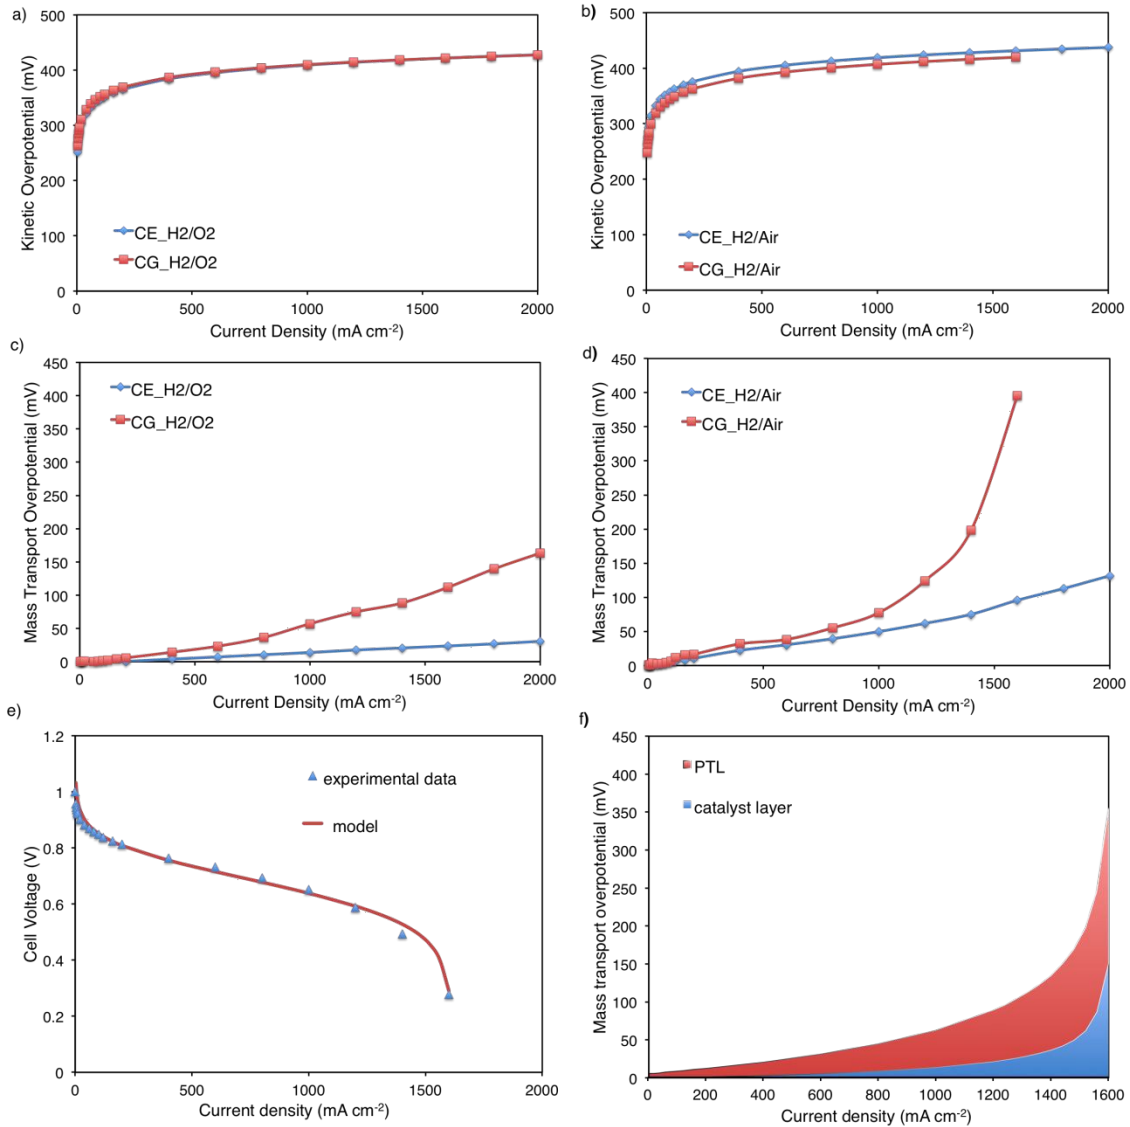 a)
500
400
300
200
100
0
Kinetic Overpotential (mV)
CE_H2/O2
CG_H2/O2
0 500 1000 1500 2000
Current Density (mA cm-2)
b)
500
400
300
200
100
0
Kinetic Overpotential (mV)
CE_H2/Air
CG_H2/Air
0 500 1000 1500 2000
Current Density (mA cm-2)
c)
450
400
350
300
250
200
150
100
50
0
Mass Transport Overpotential (mV)
CE_H2/O2
CG_H2/O2
500 1000 1500 2000
Current Density (mA cm-2)
d)
450
400
350
300
250
200
150
100
50
0
Mass Transport Overpotential (mV)
CE_H2/Air
CG_H2/Air
500 1000 1500 2000
Current Density (mA cm-2)
e)
1.2
1
0.8
0.6
0.4
0.2
0
Cell Voltage (V)
experimental data
model
0 500 1000 1500 2000
Current density (mA cm-2)
f)
450
400
350
300
250
200
150
100
50
0
Mass transport overpotential (mV)
PTL
catalyst layer
0 200 400 600 800 1000 1200 1400 1600
Current density (mA cm-2)